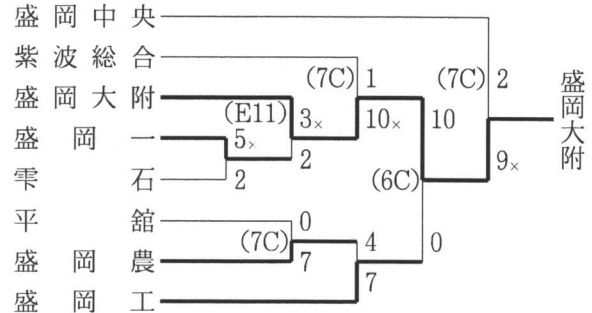 盛岡中央
紫波総合
盛岡大附
盛岡一
雫石
平舘
盛岡農
盛岡工
(7C) 1
10×
(E11) 3×
2
5×
2
(7C) 0
7
4
7
(6C) 10
0
(7C) 2
9×
盛岡大附